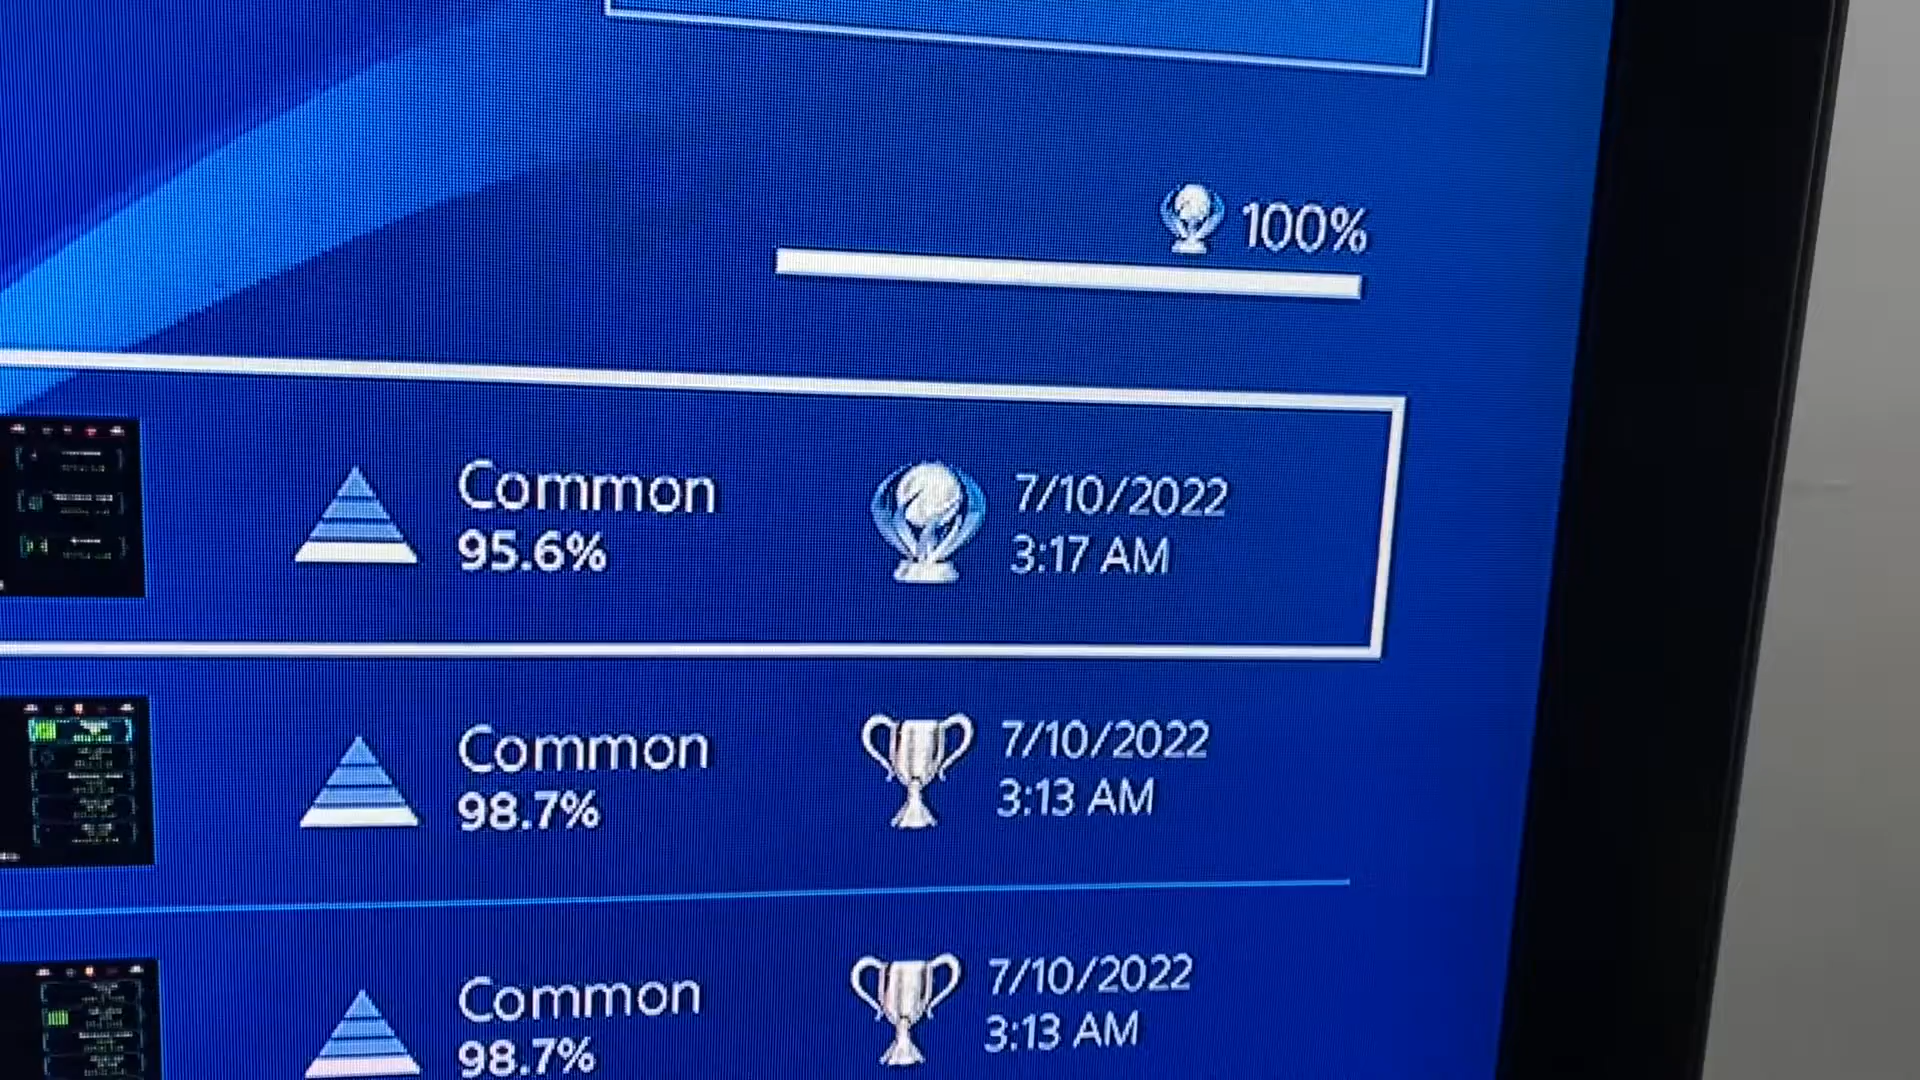 100%
Common
95.6%
7/10/2022
3:17 AM
Common
98.7%
7/10/2022
3:13 AM
Common
98.7%
7/10/2022
3:13 AM